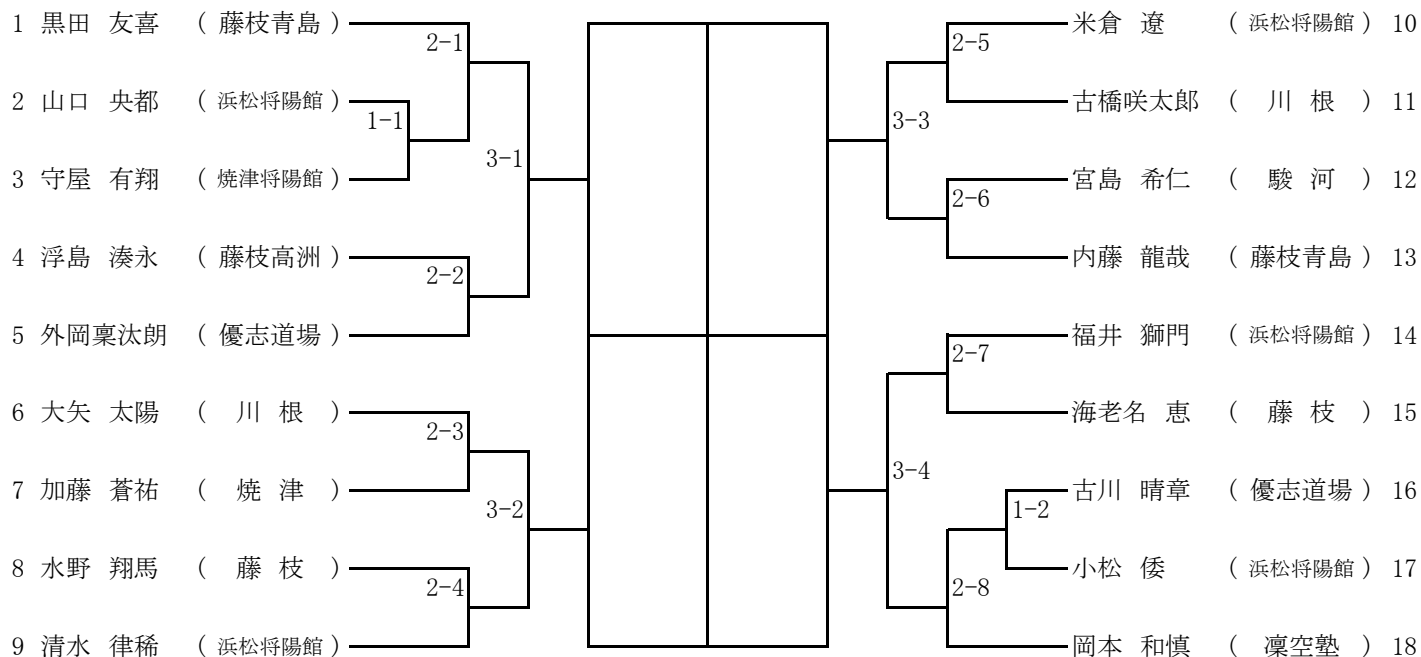 1 黒田 友喜 ( 藤枝青島 )
2-1
2 山口 央都 ( 浜松将陽館 )
1-1
3 守屋 有翔 ( 焼津将陽館 )
3-1
4 浮島 湊永 ( 藤枝高洲 )
2-2
5 外岡稟汰朗 ( 優志道場 )
6 大矢 太陽 ( 川 根 )
2-3
7 加藤 蒼祐 ( 焼 津 )
3-2
8 水野 翔馬 ( 藤 枝 )
2-4
9 清水 律稀 ( 浜松将陽館 )
米倉 遼 ( 浜松将陽館 ) 10
2-5
古橋咲太郎 ( 川 根 ) 11
3-3
宮島 希仁 ( 駿 河 ) 12
2-6
内藤 龍哉 ( 藤枝青島 ) 13
福井 獅門 ( 浜松将陽館 ) 14
2-7
海老名 恵 ( 藤 枝 ) 15
3-4
古川 晴章 ( 優志道場 ) 16
1-2
小松 倭 ( 浜松将陽館 ) 17
2-8
岡本 和慎 ( 凜空塾 ) 18